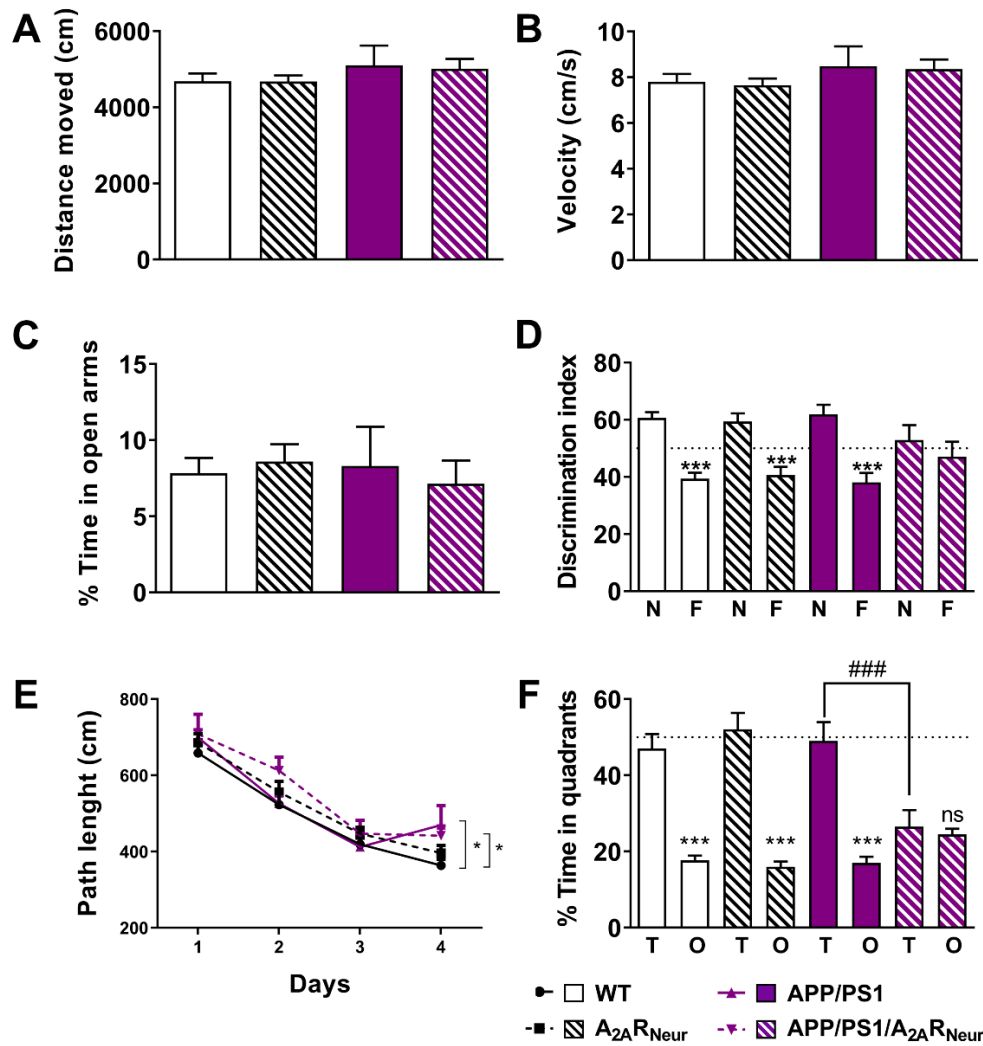 A
Distance moved (cm)
6000
4000
2000
0
B
Velocity (cm/s)
10
8
6
4
2
0
C
% Time in open arms
15
10
5
0
D
Discrimination index
80
60
40
20
0
*** *** ***
N F N F N F N F
E
Path lenght (cm)
800
600
400
200
* *
1 2 3 4
Days
F
% Time in quadrants
60
40
20
0
###
*** *** *** ns
T O T O T O T O
WT
APP/PS1
A2ARNeur
APP/PS1/A2ARNeur